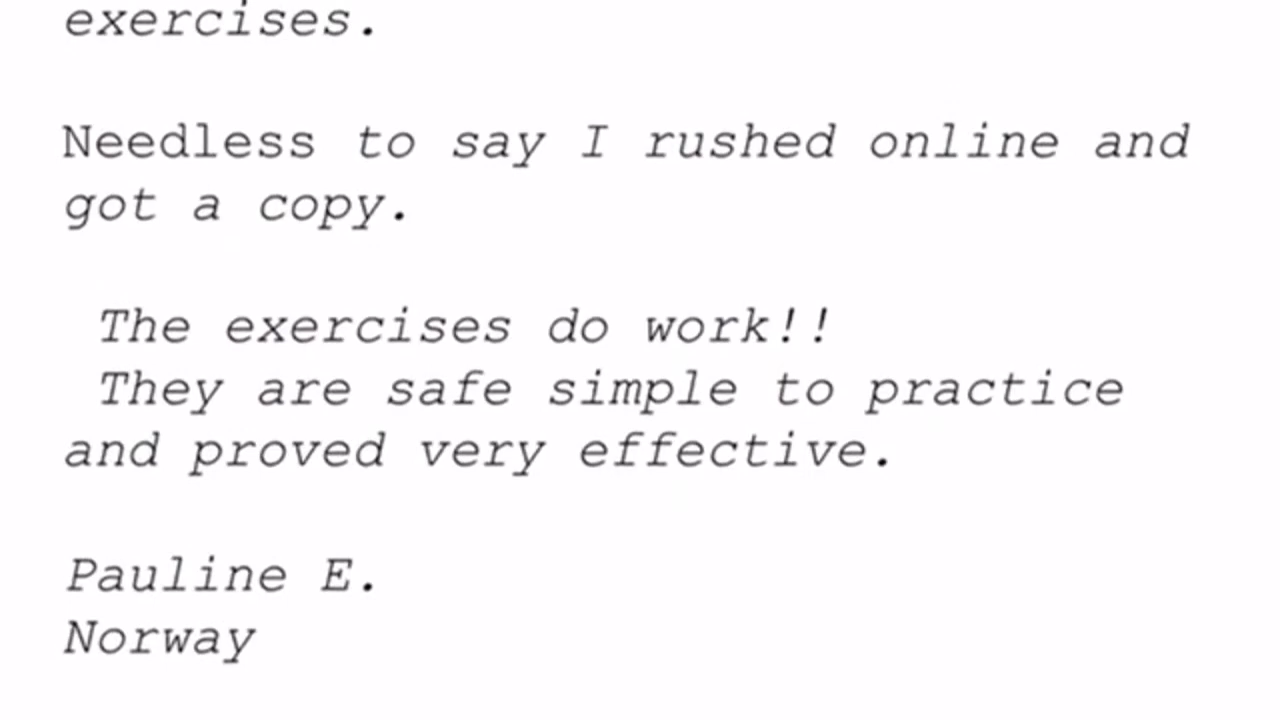 exercises.
Needless to say I rushed online and
got a copy.
The exercises do work!!
They are safe simple to practice
and proved very effective.
Pauline E.
Norway